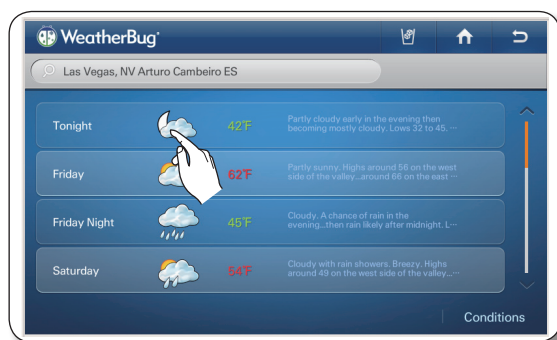 WeatherBug
Las Vegas, NV Arturo Cambeiro ES
Tonight
42°F
Partly cloudy early in the evening then
becoming mostly cloudy. Lows 32 to 45. ...
Friday
62°F
Partly sunny. Highs around 56 on the west
side of the valley...around 66 on the east ...
Friday Night
45°F
Cloudy. A chance of rain in the
evening...then rain likely after midnight. L...
Saturday
54°F
Cloudy with rain showers. Breezy. Highs
around 49 on the west side of the valley...
Conditions